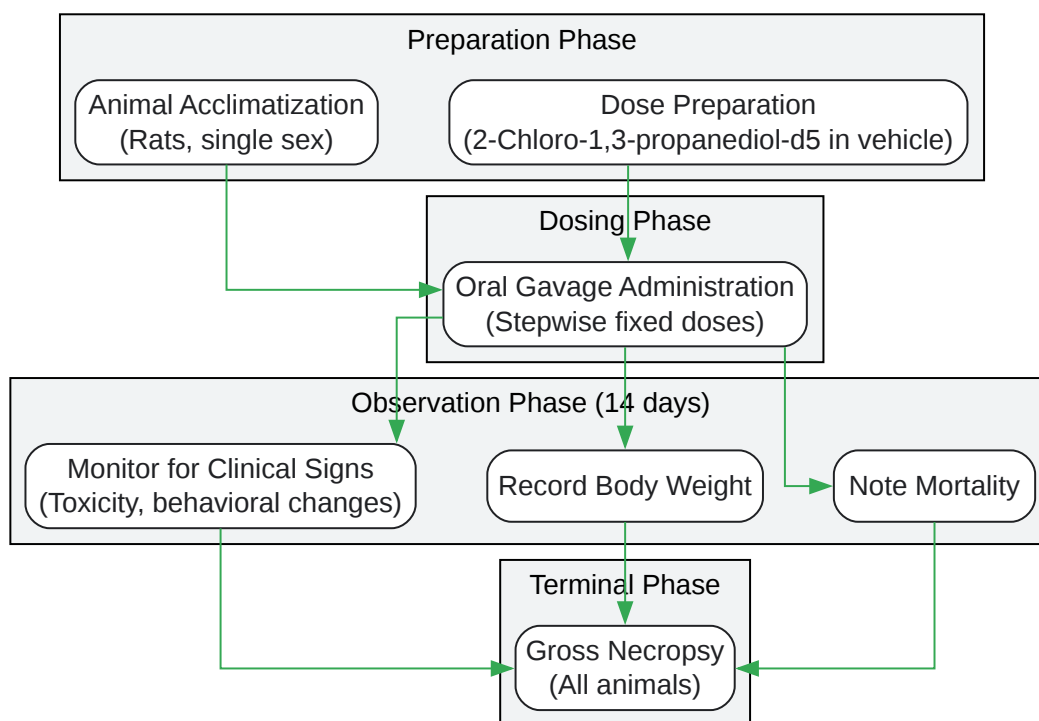 Preparation Phase
Animal Acclimatization
(Rats, single sex)
Dose Preparation
(2-Chloro-1,3-propanediol-d5 in vehicle)
Dosing Phase
Oral Gavage Administration
(Stepwise fixed doses)
Observation Phase (14 days)
Monitor for Clinical Signs
(Toxicity, behavioral changes)
Record Body Weight
Note Mortality
Terminal Phase
Gross Necropsy
(All animals)